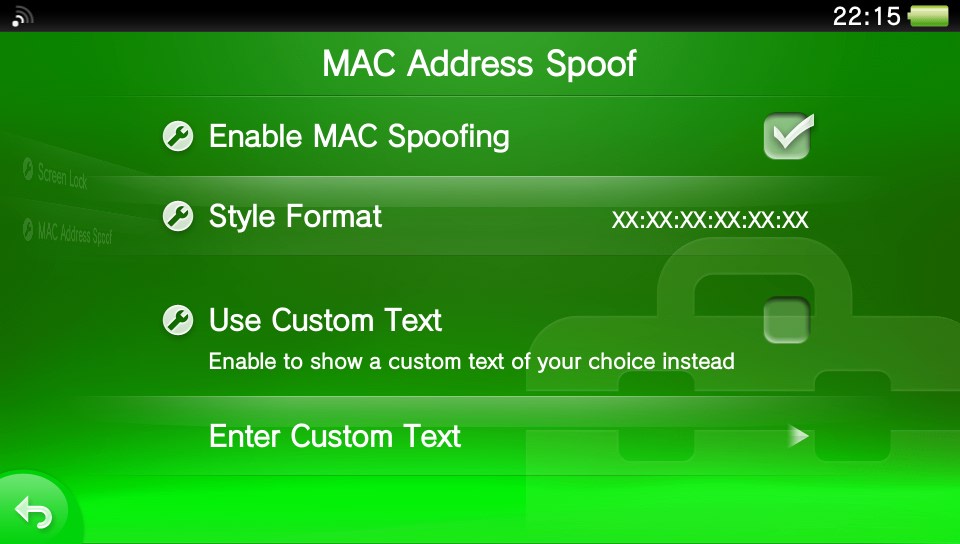 22:15
MAC Address Spoof
Enable MAC Spoofing
Screen Lock
Style Format
XX:XX:XX:XX:XX:XX
MAC Address Spoof
Use Custom Text
Enable to show a custom text of your choice instead
Enter Custom Text